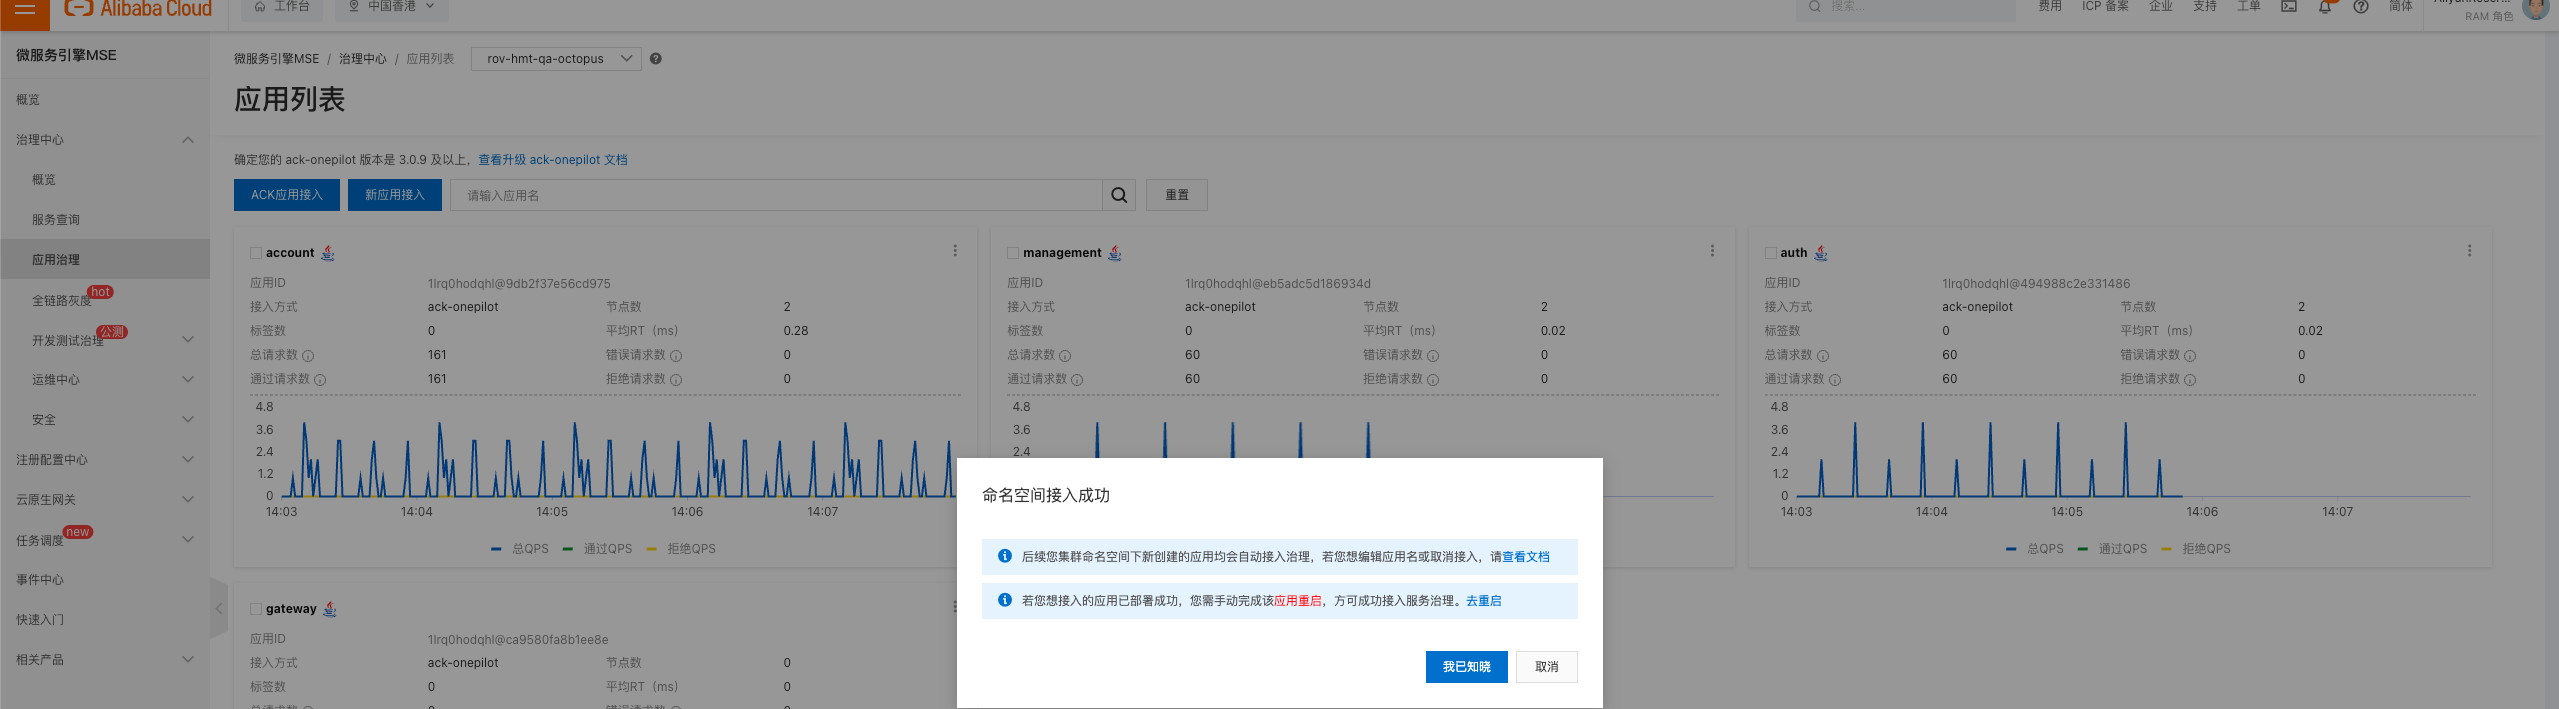 Alibaba Cloud
工作台
中国香港
搜索...
费用
ICP 备案
企业
支持
工单
简体
RAM 角色
微服务引擎MSE
概览
治理中心
概览
服务查询
应用治理
全链路灰度
hot
开发测试治理
公测
运维中心
安全
注册配置中心
云原生网关
任务调度
new
事件中心
快速入门
相关产品
微服务引擎MSE / 治理中心 / 应用列表
rov-hmt-qa-octopus
应用列表
确定您的 ack-onepilot 版本是 3.0.9 及以上，查看升级 ack-onepilot 文档
ACK应用接入
新应用接入
请输入应用名
重置
account
应用ID 1lrq0hodqhl@9db2f37e56cd975
接入方式 ack-onepilot 节点数 2
标签数 0 平均RT（ms） 0.28
总请求数 161 错误请求数 0
通过请求数 161 拒绝请求数 0
4.8
3.6
2.4
1.2
0
14:03 14:04 14:05 14:06 14:07
总QPS 通过QPS 拒绝QPS
management
应用ID 1lrq0hodqhl@eb5adc5d186934d
接入方式 ack-onepilot 节点数 2
标签数 0 平均RT（ms） 0.02
总请求数 60 错误请求数 0
通过请求数 60 拒绝请求数 0
4.8
3.6
2.4
auth
应用ID 1lrq0hodqhl@494988c2e331486
接入方式 ack-onepilot 节点数 2
标签数 0 平均RT（ms） 0.02
总请求数 60 错误请求数 0
通过请求数 60 拒绝请求数 0
4.8
3.6
2.4
1.2
0
14:03 14:04 14:05 14:06 14:07
总QPS 通过QPS 拒绝QPS
gateway
应用ID 1lrq0hodqhl@ca9580fa8b1ee8e
接入方式 ack-onepilot 节点数 0
标签数 0 平均RT（ms） 0
命名空间接入成功
后续您集群命名空间下新创建的应用均会自动接入治理，若您想编辑应用名或取消接入，请查看文档
若您想接入的应用已部署成功，您需手动完成该应用重启，方可成功接入服务治理。去重启
我已知晓
取消